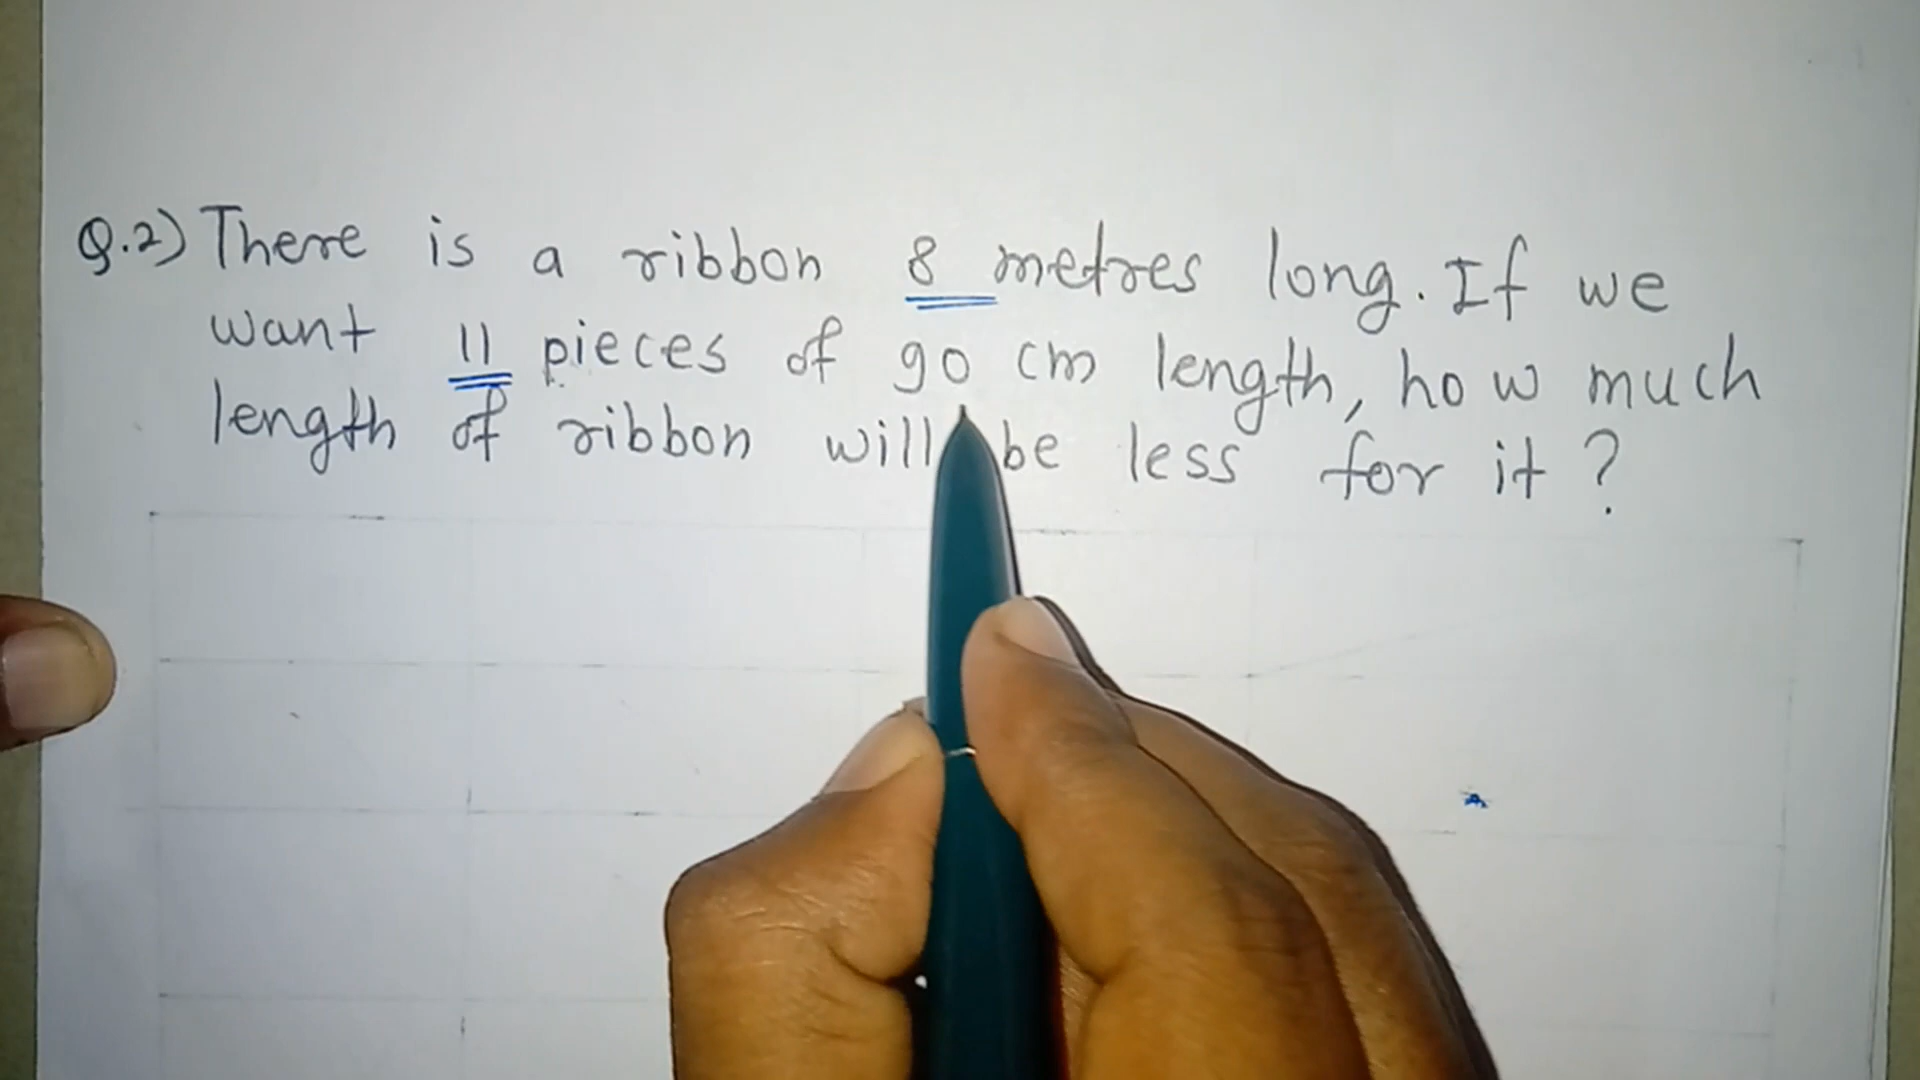 Q.2) There is a ribbon 8 metres long. If we
want 11 pieces of 90 cm length, how much
length of ribbon will be less for it ?